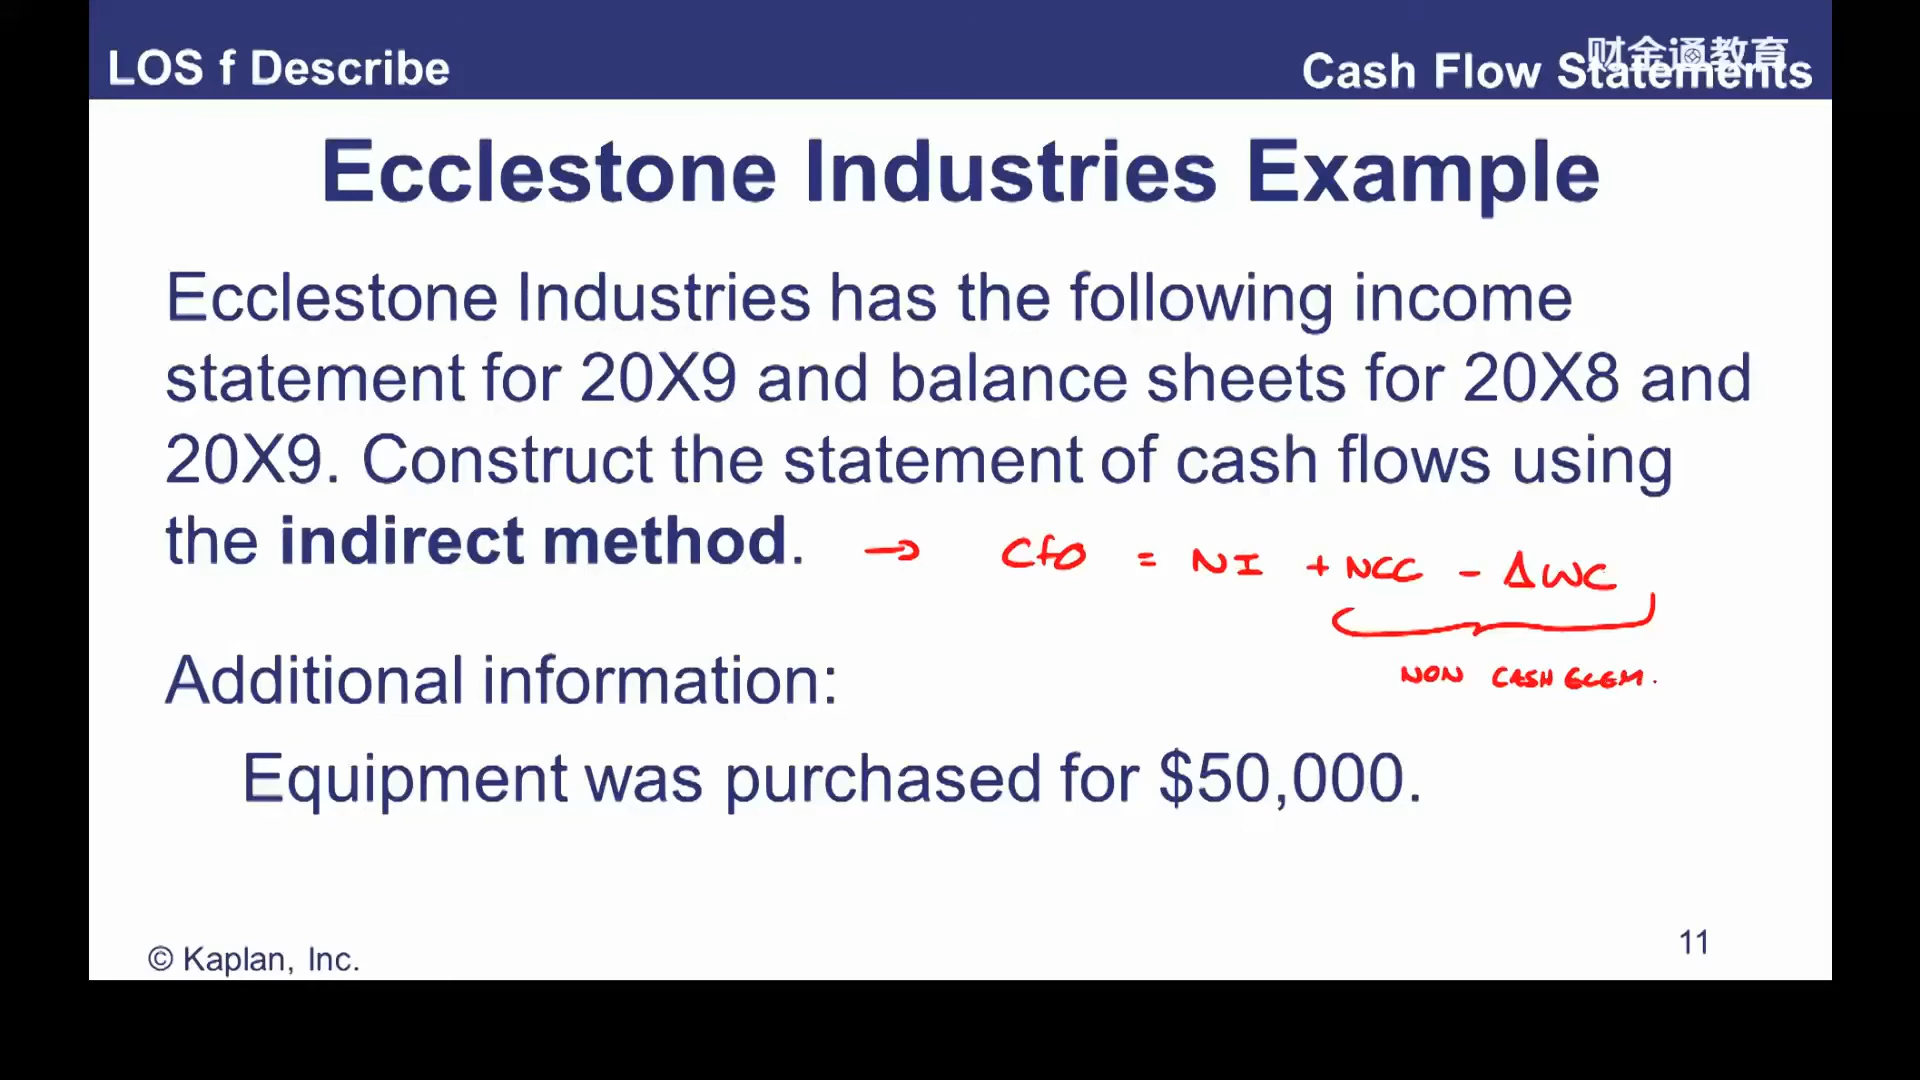 LOS f Describe
Cash Flow Statements
财金通教育
Ecclestone Industries Example
Ecclestone Industries has the following income
statement for 20X9 and balance sheets for 20X8 and
20X9. Construct the statement of cash flows using
the indirect method. → CFO = NI + NCC - ΔWC
NON CASH ELEM.
Additional information:
Equipment was purchased for $50,000.
© Kaplan, Inc.
11